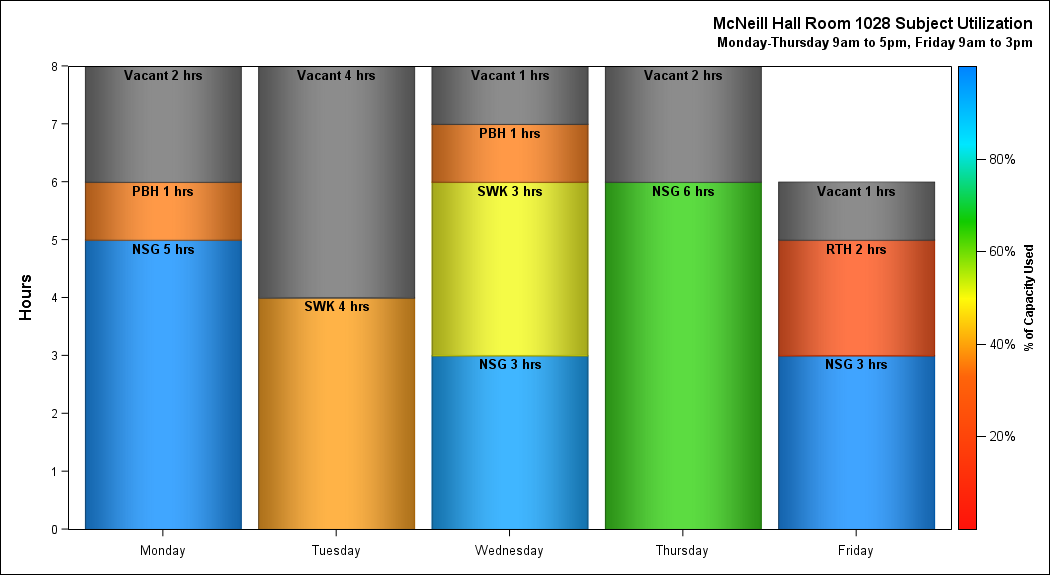 McNeill Hall Room 1028 Subject Utilization
Monday-Thursday 9am to 5pm, Friday 9am to 3pm
Hours
8
7
6
5
4
3
2
1
0
Vacant 2 hrs
PBH 1 hrs
NSG 5 hrs
Vacant 4 hrs
SWK 4 hrs
Vacant 1 hrs
PBH 1 hrs
SWK 3 hrs
NSG 3 hrs
Vacant 2 hrs
NSG 6 hrs
Vacant 1 hrs
RTH 2 hrs
NSG 3 hrs
Monday
Tuesday
Wednesday
Thursday
Friday
80%
60%
40%
20%
% of Capacity Used